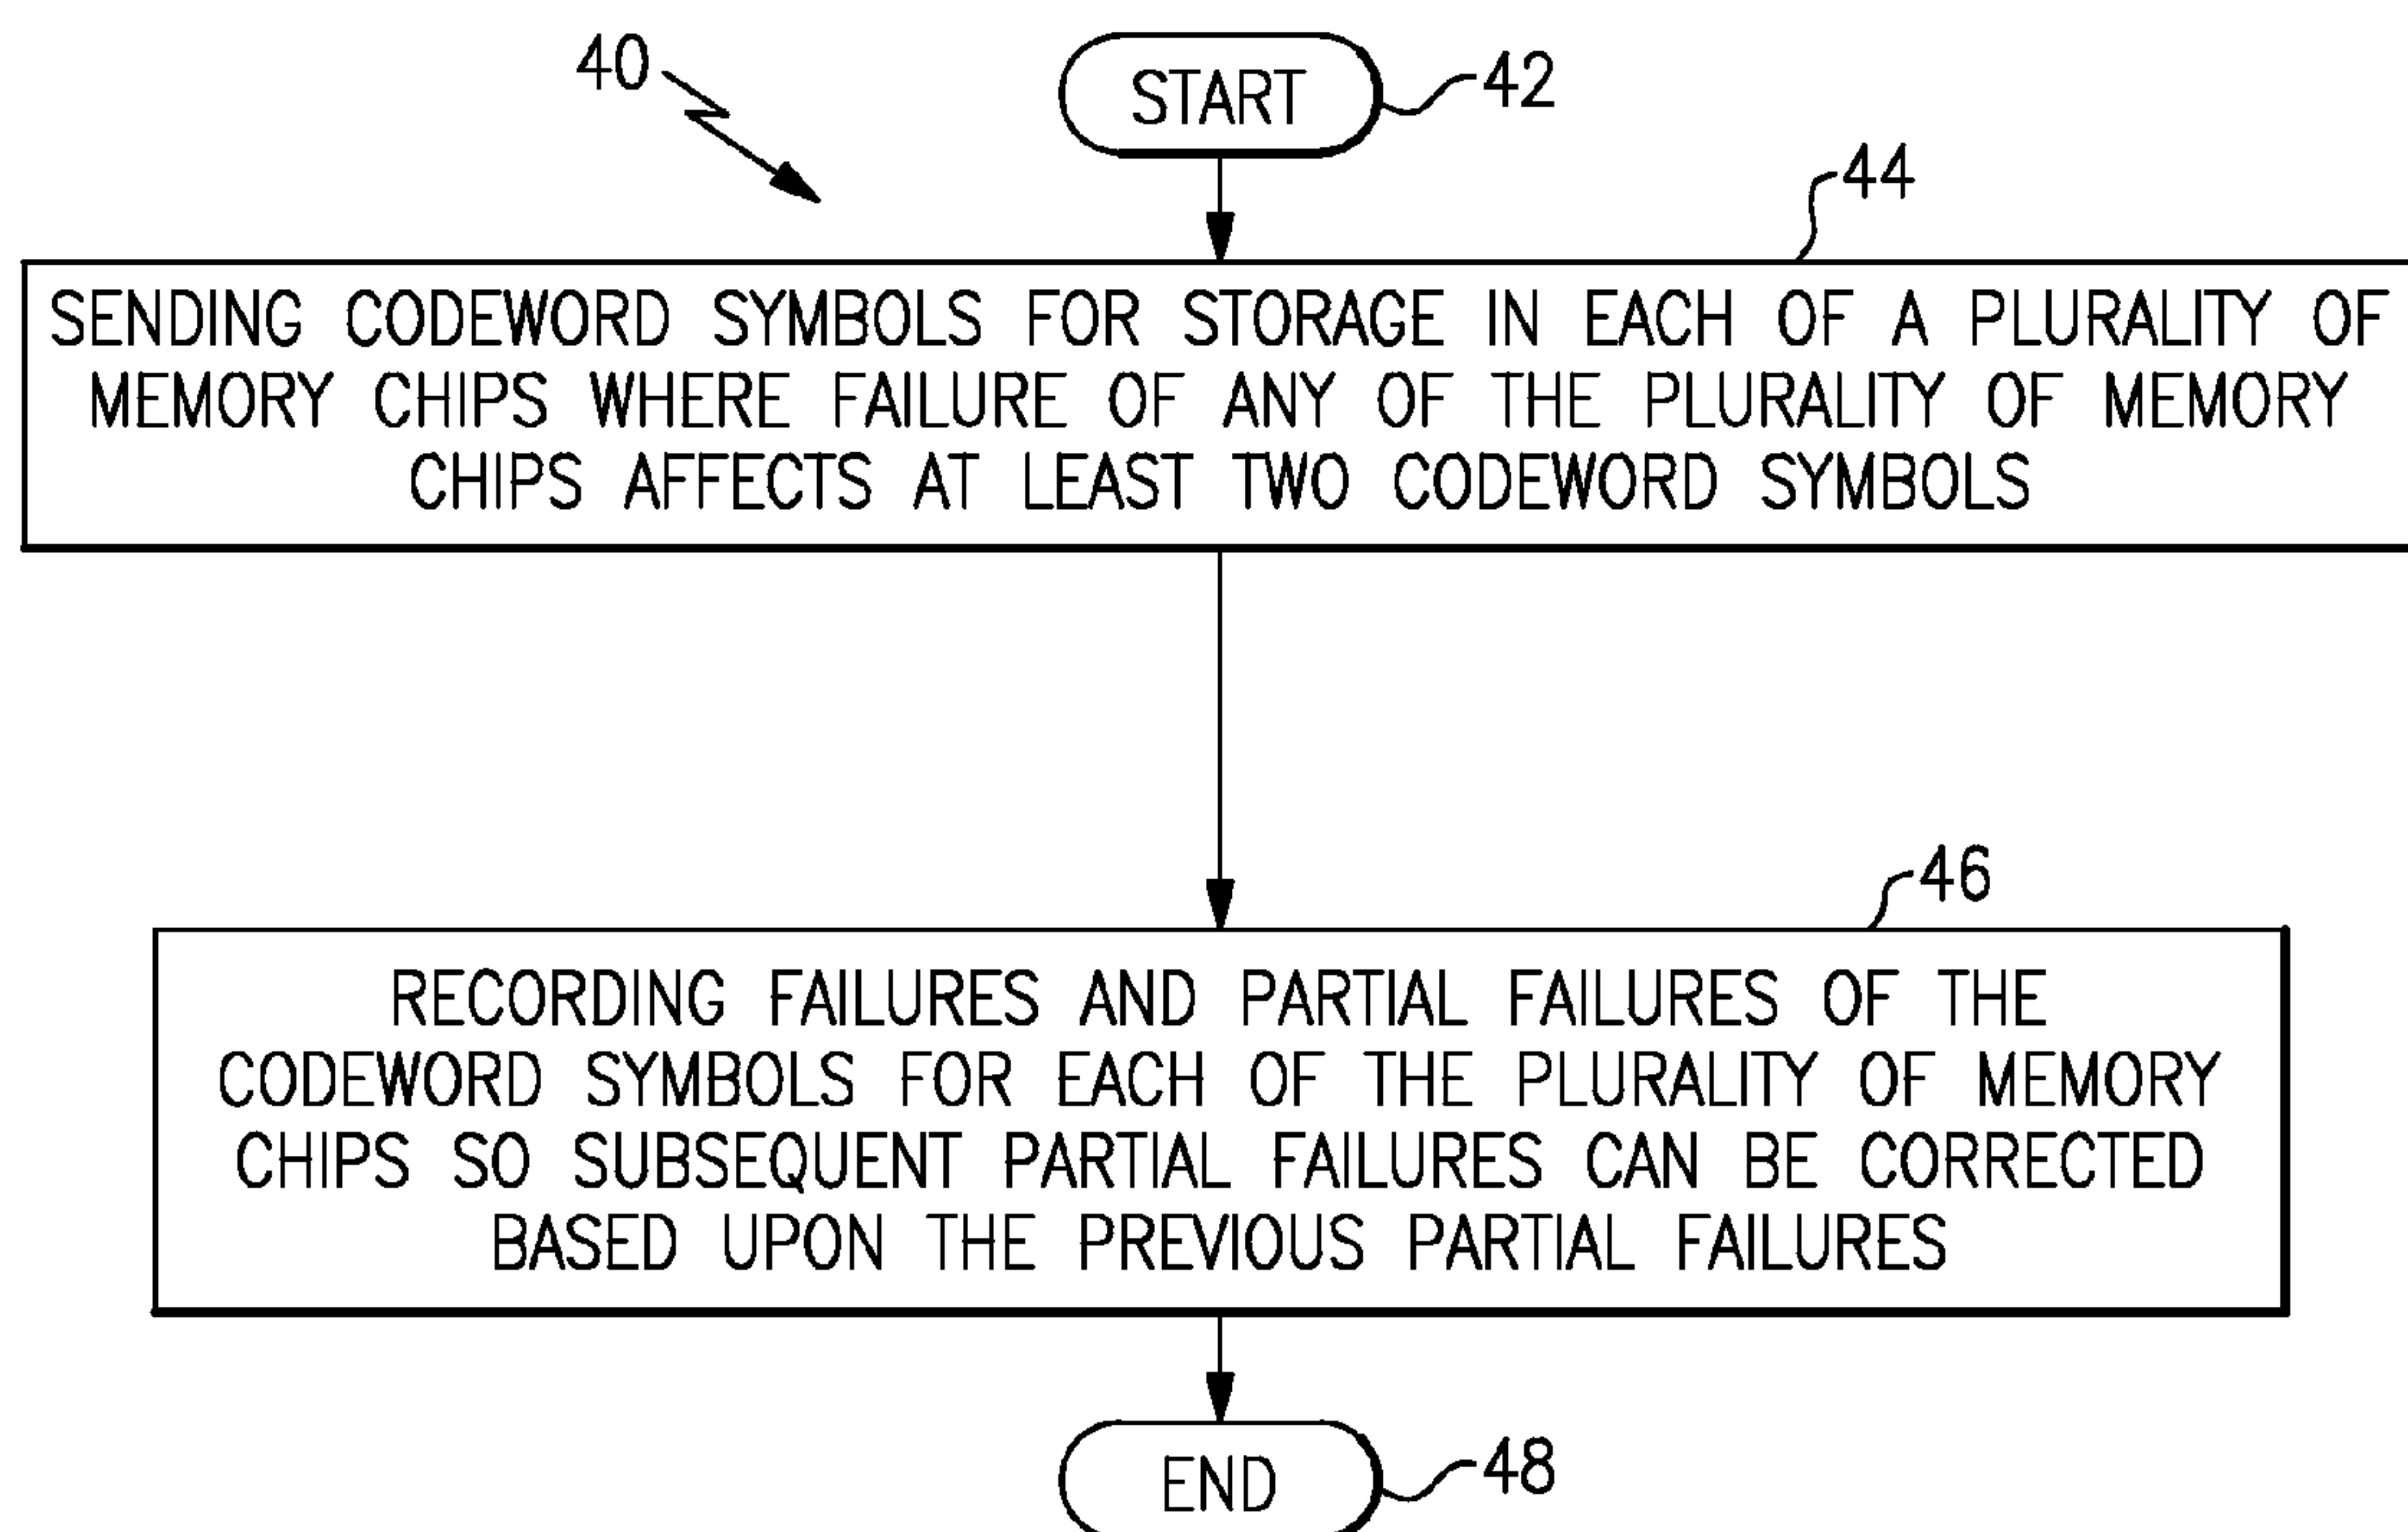 40
START
42
44
SENDING CODEWORD SYMBOLS FOR STORAGE IN EACH OF A PLURALITY OF
MEMORY CHIPS WHERE FAILURE OF ANY OF THE PLURALITY OF MEMORY
CHIPS AFFECTS AT LEAST TWO CODEWORD SYMBOLS
46
RECORDING FAILURES AND PARTIAL FAILURES OF THE
CODEWORD SYMBOLS FOR EACH OF THE PLURALITY OF MEMORY
CHIPS SO SUBSEQUENT PARTIAL FAILURES CAN BE CORRECTED
BASED UPON THE PREVIOUS PARTIAL FAILURES
END
48